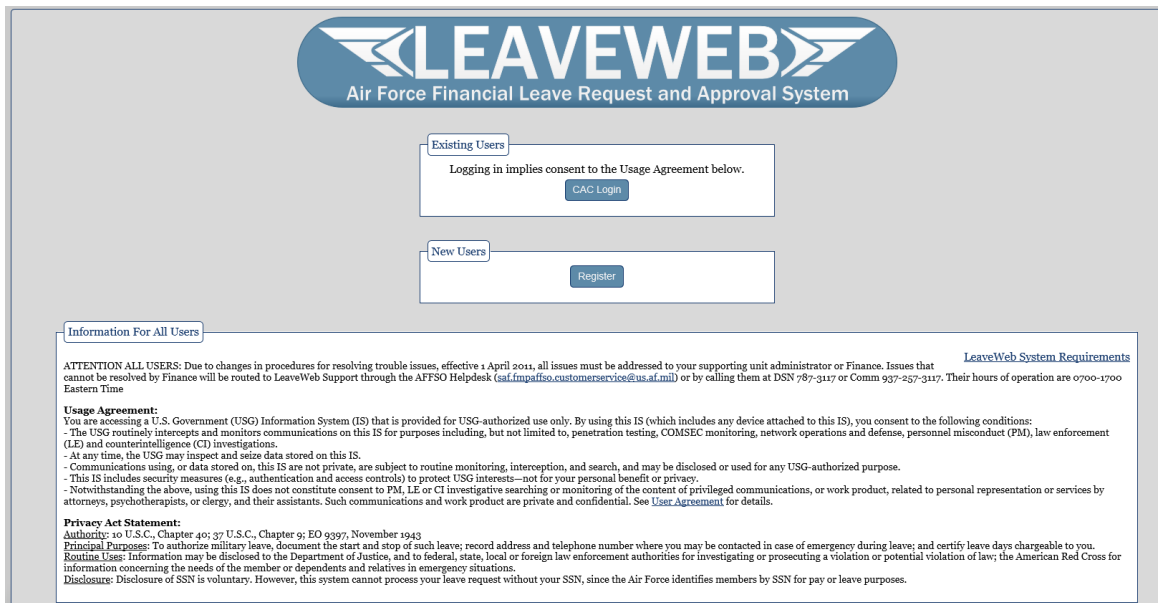 LEAVEWEB
Air Force Financial Leave Request and Approval System
Existing Users
Logging in implies consent to the Usage Agreement below.
CAC Login
New Users
Register
Information For All Users
LeaveWeb System Requirements
ATTENTION ALL USERS: Due to changes in procedures for resolving trouble issues, effective 1 April 2011, all issues must be addressed to your supporting unit administrator or Finance. Issues that
cannot be resolved by Finance will be routed to LeaveWeb Support through the AFFSO Helpdesk (saf.fmpaffso.customerservice@us.af.mil) or by calling them at DSN 787-3117 or Comm 937-257-3117. Their hours of operation are 0700-1700
Eastern Time
Usage Agreement:
You are accessing a U.S. Government (USG) Information System (IS) that is provided for USG-authorized use only. By using this IS (which includes any device attached to this IS), you consent to the following conditions:
- The USG routinely intercepts and monitors communications on this IS for purposes including, but not limited to, penetration testing, COMSEC monitoring, network operations and defense, personnel misconduct (PM), law enforcement
(LE) and counterintelligence (CI) investigations.
- At any time, the USG may inspect and seize data stored on this IS.
- Communications using, or data stored on, this IS are not private, are subject to routine monitoring, interception, and search, and may be disclosed or used for any USG-authorized purpose.
- This IS includes security measures (e.g., authentication and access controls) to protect USG interests—not for your personal benefit or privacy.
- Notwithstanding the above, using this IS does not constitute consent to PM, LE or CI investigative searching or monitoring of the content of privileged communications, or work product, related to personal representation or services by
attorneys, psychotherapists, or clergy, and their assistants. Such communications and work product are private and confidential. See User Agreement for details.
Privacy Act Statement:
Authority: 10 U.S.C., Chapter 40; 37 U.S.C., Chapter 9; EO 9397, November 1943
Principal Purposes: To authorize military leave, document the start and stop of such leave; record address and telephone number where you may be contacted in case of emergency during leave; and certify leave days chargeable to you.
Routine Uses: Information may be disclosed to the Department of Justice, and to federal, state, local or foreign law enforcement authorities for investigating or prosecuting a violation or potential violation of law; the American Red Cross for
information concerning the needs of the member or dependents and relatives in emergency situations.
Disclosure: Disclosure of SSN is voluntary. However, this system cannot process your leave request without your SSN, since the Air Force identifies members by SSN for pay or leave purposes.